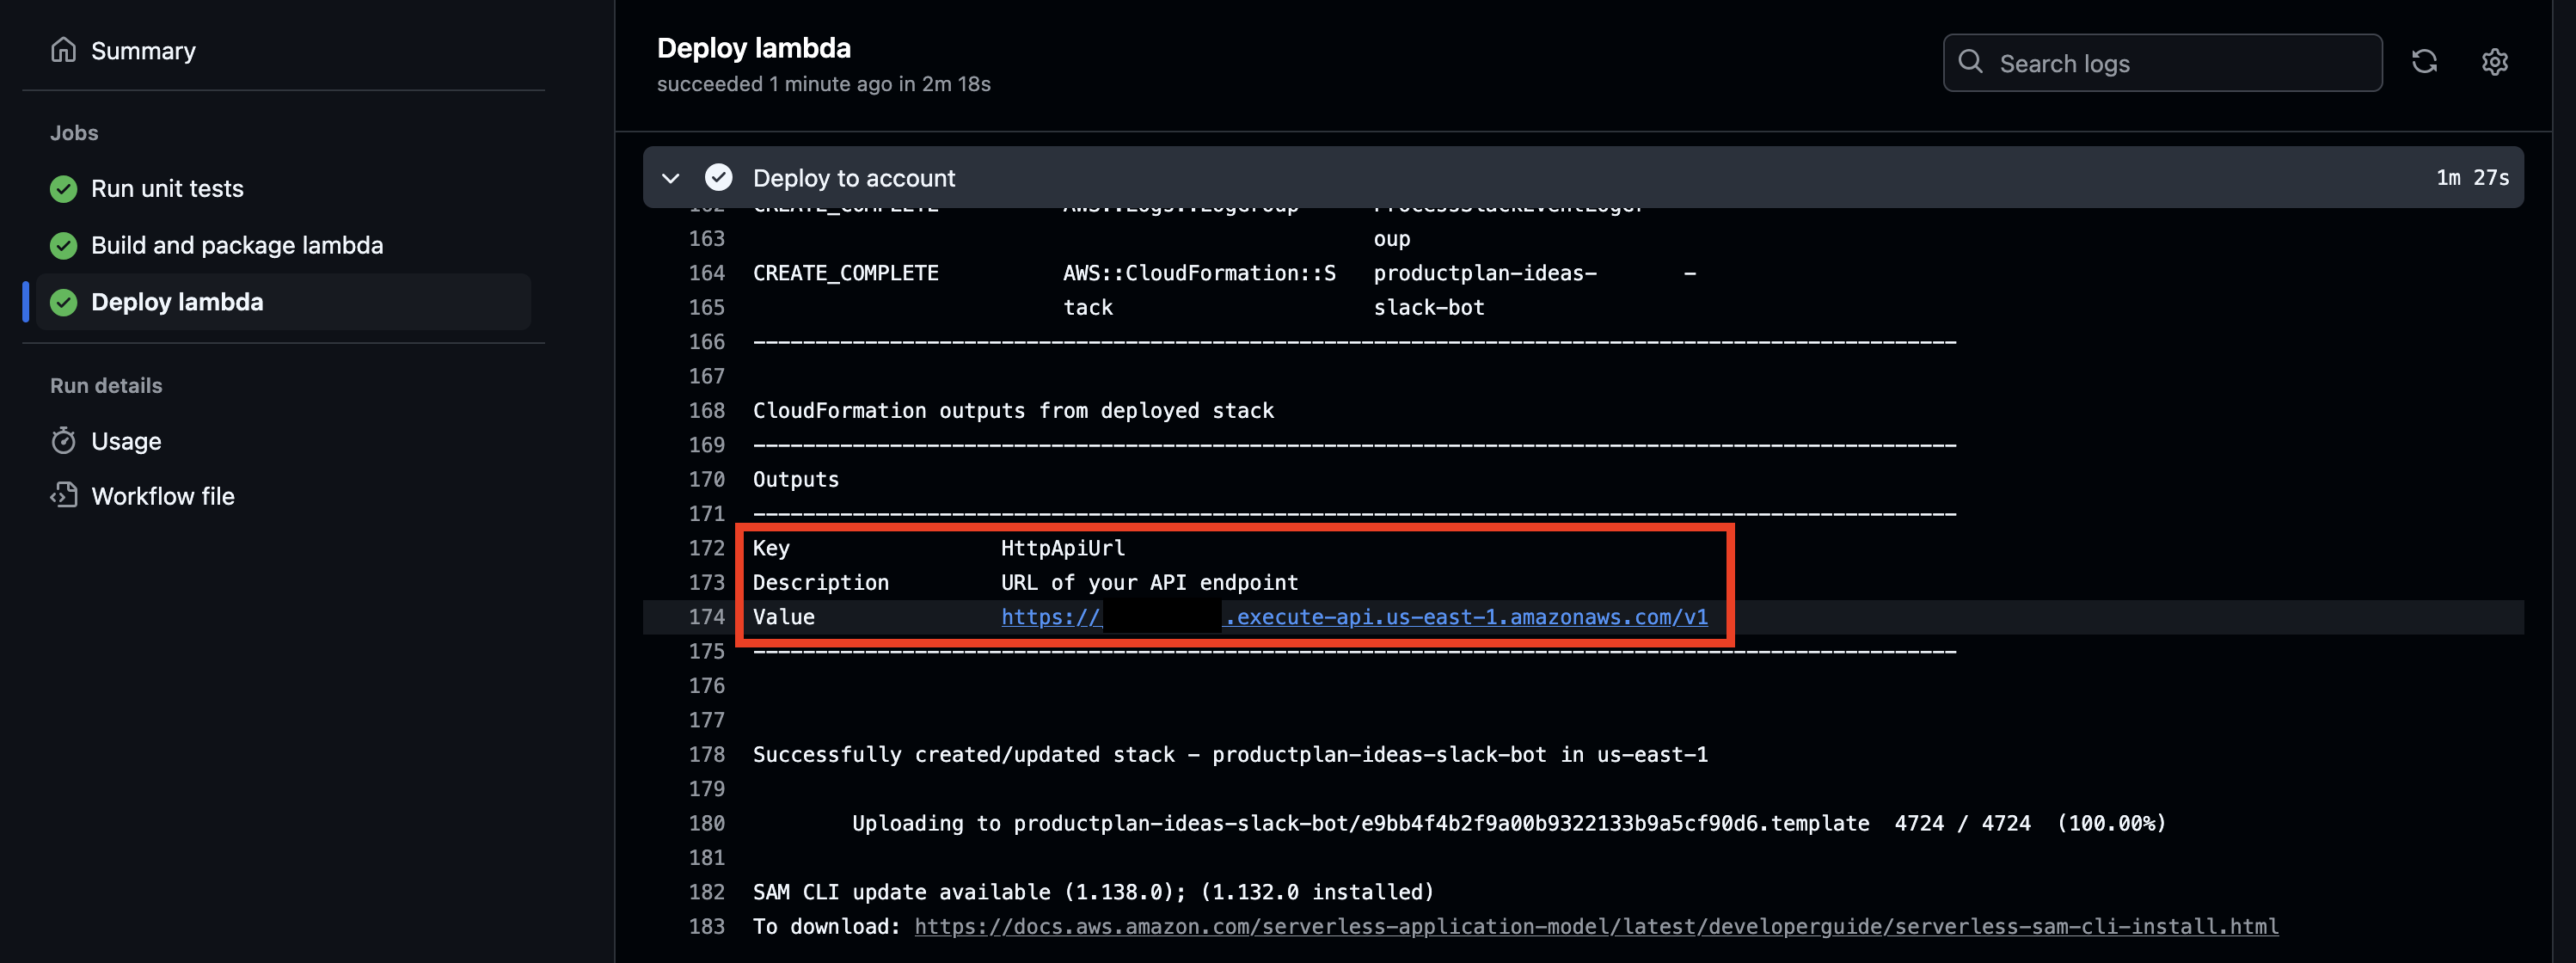 Summary
Jobs
Run unit tests
Build and package lambda
Deploy lambda
Run details
Usage
Workflow file
Deploy lambda
succeeded 1 minute ago in 2m 18s
Search logs
Deploy to account 1m 27s
162 CREATE_COMPLETE AWS::Logs::LogGroup ProcessSlackEventLogGr
163 oup
164 CREATE_COMPLETE AWS::CloudFormation::S productplan-ideas- -
165 tack slack-bot
166 -------------------------------------------------------------------------------------------------
167
168 CloudFormation outputs from deployed stack
169 -------------------------------------------------------------------------------------------------
170 Outputs
171 -------------------------------------------------------------------------------------------------
172 Key HttpApiUrl
173 Description URL of your API endpoint
174 Value https:// .execute-api.us-east-1.amazonaws.com/v1
175 -------------------------------------------------------------------------------------------------
176
177
178 Successfully created/updated stack - productplan-ideas-slack-bot in us-east-1
179
180 Uploading to productplan-ideas-slack-bot/e9bb4f4b2f9a00b9322133b9a5cf90d6.template 4724 / 4724 (100.00%)
181
182 SAM CLI update available (1.138.0); (1.132.0 installed)
183 To download: https://docs.aws.amazon.com/serverless-application-model/latest/developerguide/serverless-sam-cli-install.html